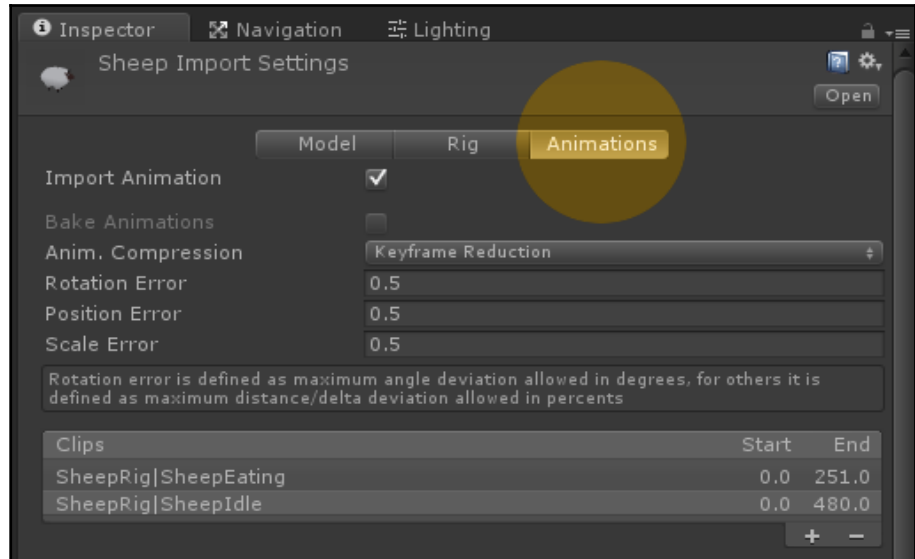 Inspector Navigation Lighting
Sheep Import Settings
Open
Model Rig Animations
Import Animation
Bake Animations
Anim. Compression Keyframe Reduction
Rotation Error 0.5
Position Error 0.5
Scale Error 0.5
Rotation error is defined as maximum angle deviation allowed in degrees, for others it is
defined as maximum distance/delta deviation allowed in percents
Clips Start End
SheepRig|SheepEating 0.0 251.0
SheepRig|SheepIdle 0.0 480.0
+ −